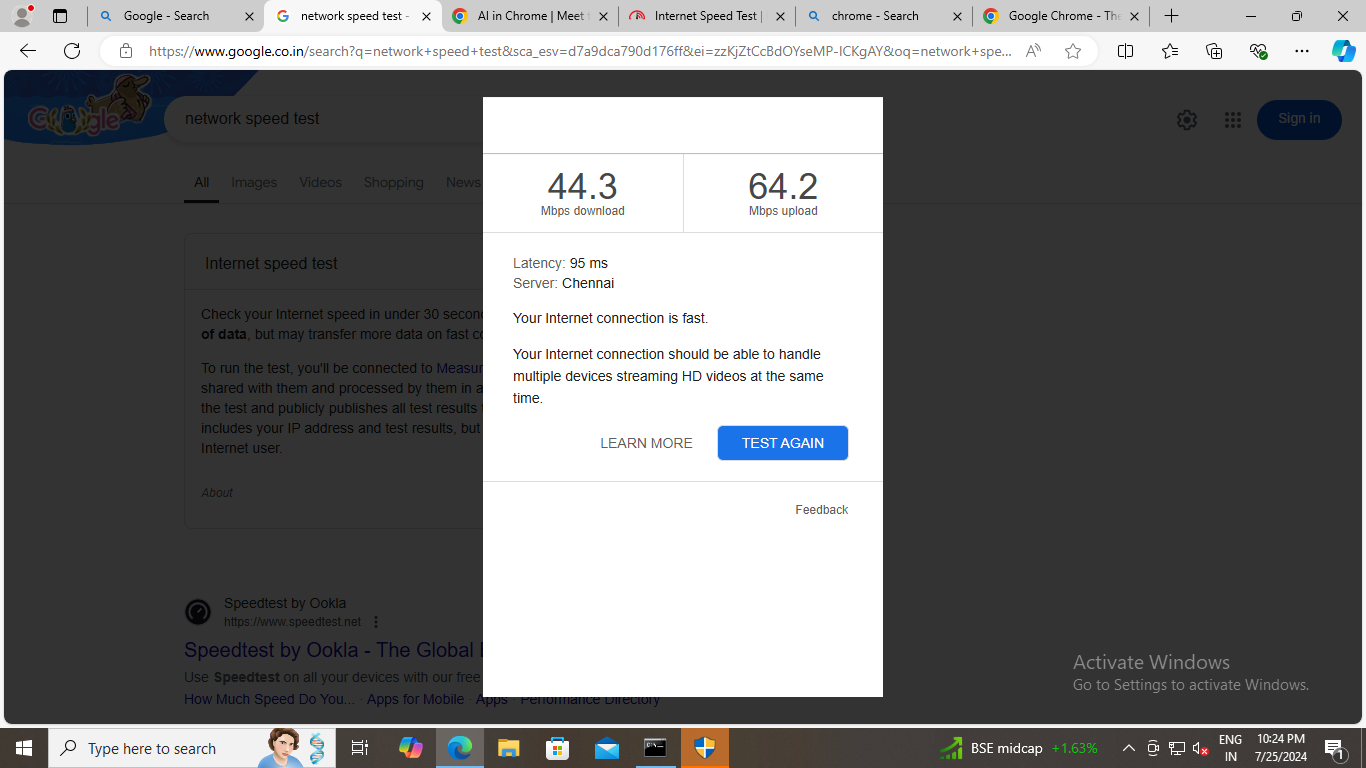 Google - Search
network speed test -
AI in Chrome | Meet
Internet Speed Test |
chrome - Search
Google Chrome - The
https://www.google.co.in/search?q=network+speed+test&sca_esv=d7a9dca790d176ff&ei=zzKjZtCcBdOYseMP-ICKgAY&oq=network+spe...
Google
network speed test
Sign in
All Images Videos Shopping News
44.3
Mbps download
64.2
Mbps upload
Internet speed test
Latency: 95 ms
Server: Chennai
Check your Internet speed in under 30
of data, but may transfer more data on fast
To run the test, you'll be connected to
shared with them and processed by them in
the test and publicly publishes all test results
includes your IP address and test results, but
Internet user.
About
Your Internet connection is fast.
Your Internet connection should be able to handle
multiple devices streaming HD videos at the same
time.
LEARN MORE
TEST AGAIN
Feedback
Speedtest by Ookla
https://www.speedtest.net
Speedtest by Ookla - The Global
Use Speedtest on all your devices with our free
How Much Speed Do You... · Apps for Mobile · Apps · Performance Directory
Activate Windows
Go to Settings to activate Windows.
Type here to search
BSE midcap +1.63%
ENG
IN
10:24 PM
7/25/2024
1